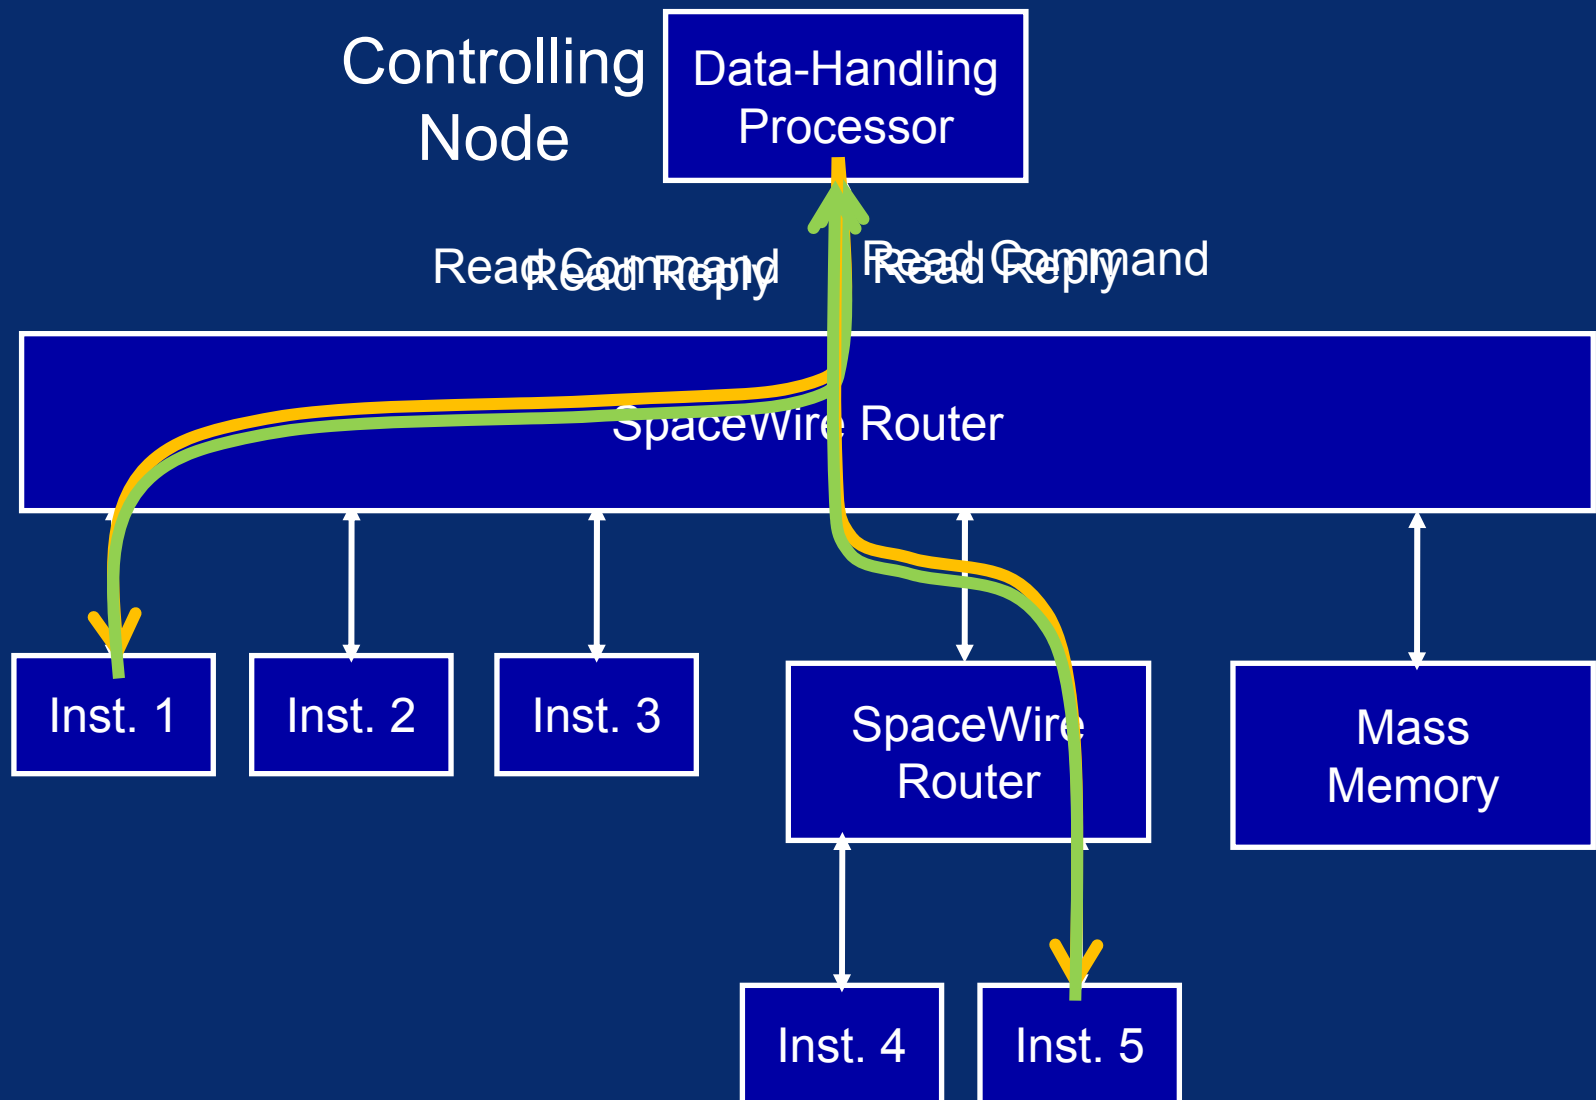 Controlling
Node
Data-Handling
Processor
Read Command
Read Reply
Read Command
Read Reply
SpaceWire Router
Inst. 1
Inst. 2
Inst. 3
SpaceWire
Router
Mass
Memory
Inst. 4
Inst. 5